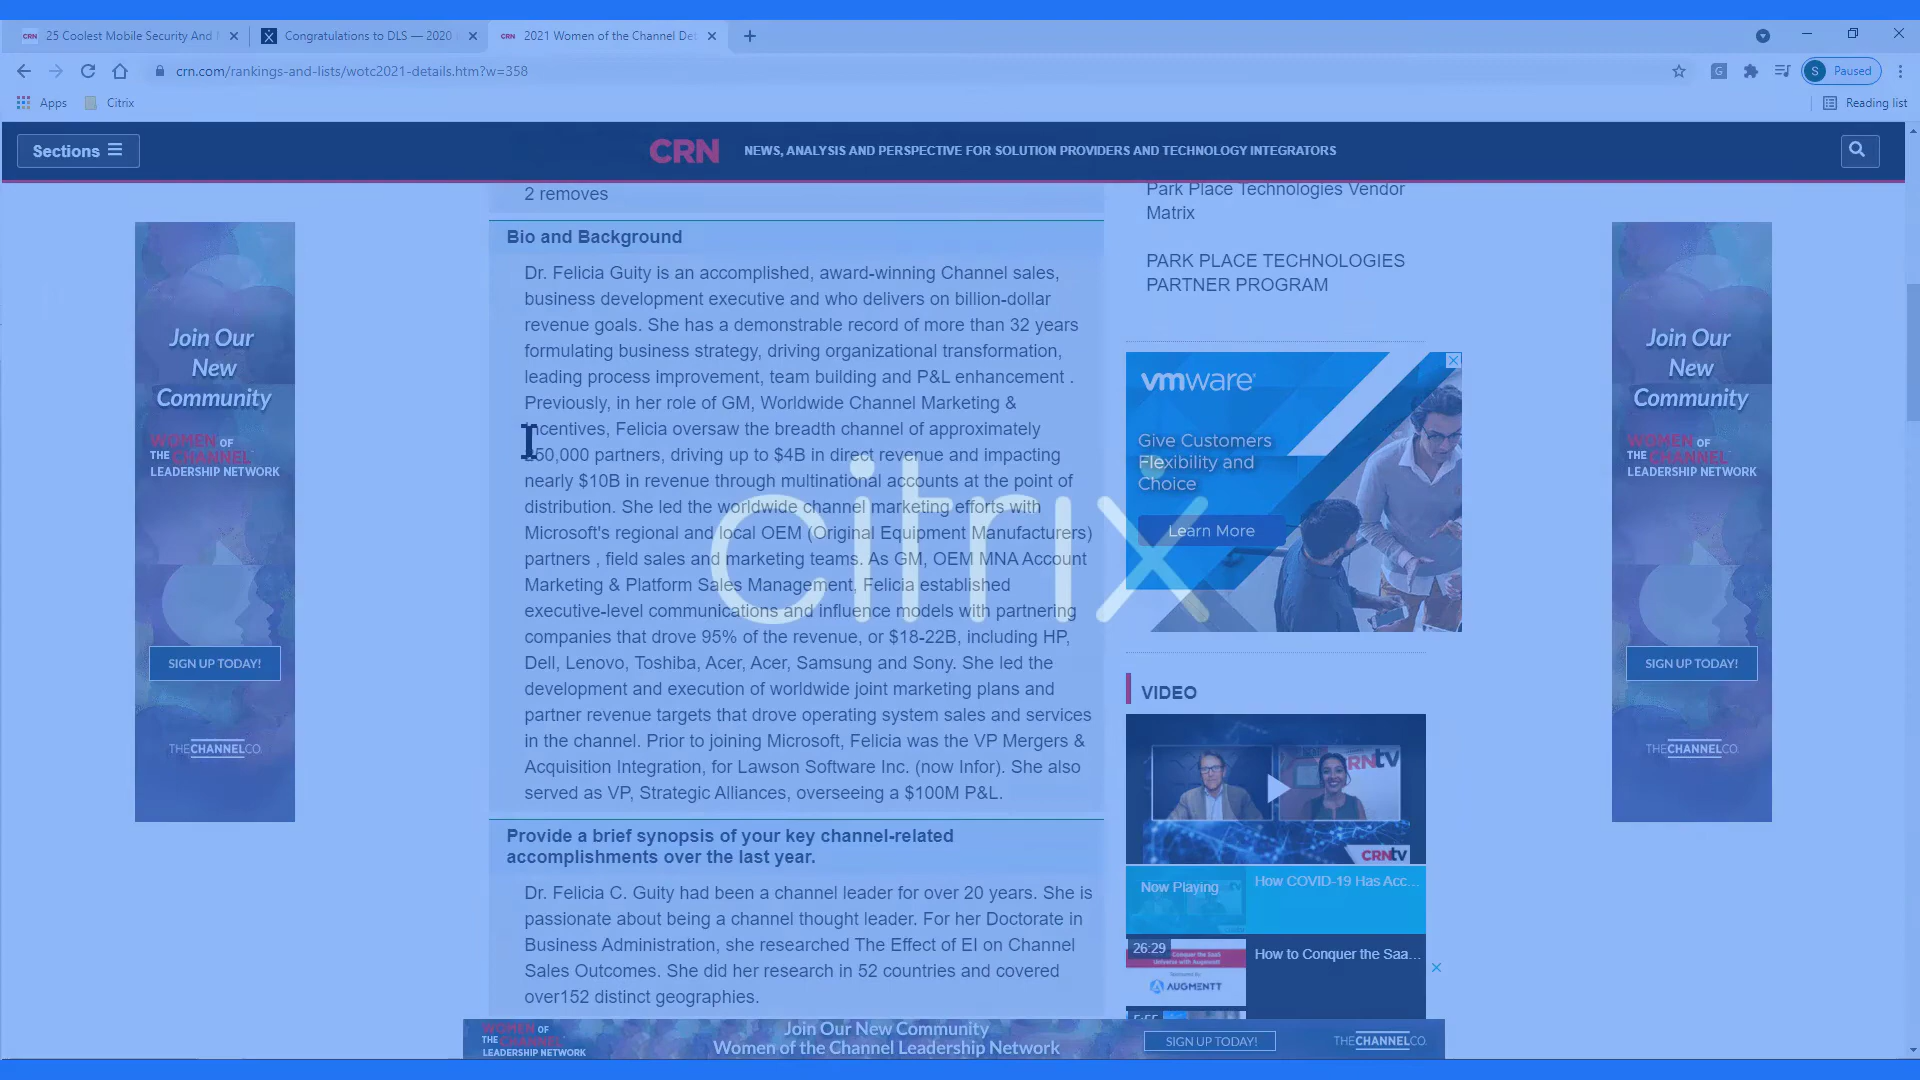 25 Coolest Mobile Security And
Congratulations to DLS — 2020
2021 Women of the Channel Det
crn.com/rankings-and-lists/wotc2021-details.htm?w=358
S Paused
Apps Citrix
Reading list
Sections
CRN
NEWS, ANALYSIS AND PERSPECTIVE FOR SOLUTION PROVIDERS AND TECHNOLOGY INTEGRATORS
Join Our
New
Community
WOMEN OF
THE CHANNEL
LEADERSHIP NETWORK
SIGN UP TODAY!
THE CHANNEL CO.
2 removes
Bio and Background
Dr. Felicia Guity is an accomplished, award-winning Channel sales,
business development executive and who delivers on billion-dollar
revenue goals. She has a demonstrable record of more than 32 years
formulating business strategy, driving organizational transformation,
leading process improvement, team building and P&L enhancement .
Previously, in her role of GM, Worldwide Channel Marketing &
Incentives, Felicia oversaw the breadth channel of approximately
50,000 partners, driving up to $4B in direct revenue and impacting
nearly $10B in revenue through multinational accounts at the point of
distribution. She led the worldwide channel marketing efforts with
Microsoft's regional and local OEM (Original Equipment Manufacturers)
partners , field sales and marketing teams. As GM, OEM MNA Account
Marketing & Platform Sales Management, Felicia established
executive-level communications and influence models with partnering
companies that drove 95% of the revenue, or $18-22B, including HP,
Dell, Lenovo, Toshiba, Acer, Acer, Samsung and Sony. She led the
development and execution of worldwide joint marketing plans and
partner revenue targets that drove operating system sales and services
in the channel. Prior to joining Microsoft, Felicia was the VP Mergers &
Acquisition Integration, for Lawson Software Inc. (now Infor). She also
served as VP, Strategic Alliances, overseeing a $100M P&L.
Provide a brief synopsis of your key channel-related
accomplishments over the last year.
Dr. Felicia C. Guity had been a channel leader for over 20 years. She is
passionate about being a channel thought leader. For her Doctorate in
Business Administration, she researched The Effect of EI on Channel
Sales Outcomes. She did her research in 52 countries and covered
over152 distinct geographies.
citrix
Park Place Technologies Vendor
Matrix
PARK PLACE TECHNOLOGIES
PARTNER PROGRAM
vmware
Give Customers
Flexibility and
Choice
Learn More
VIDEO
CRNtv
CRNtv
Now Playing
How COVID-19 Has Acc...
26:29
Conquer the SaaS
Universe with Augmentt
AUGMENTT
How to Conquer the Saa...
5:55
Join Our
New
Community
WOMEN OF
THE CHANNEL
LEADERSHIP NETWORK
SIGN UP TODAY!
THE CHANNEL CO.
WOMEN OF
THE CHANNEL
LEADERSHIP NETWORK
Join Our New Community
Women of the Channel Leadership Network
SIGN UP TODAY!
THE CHANNEL CO.